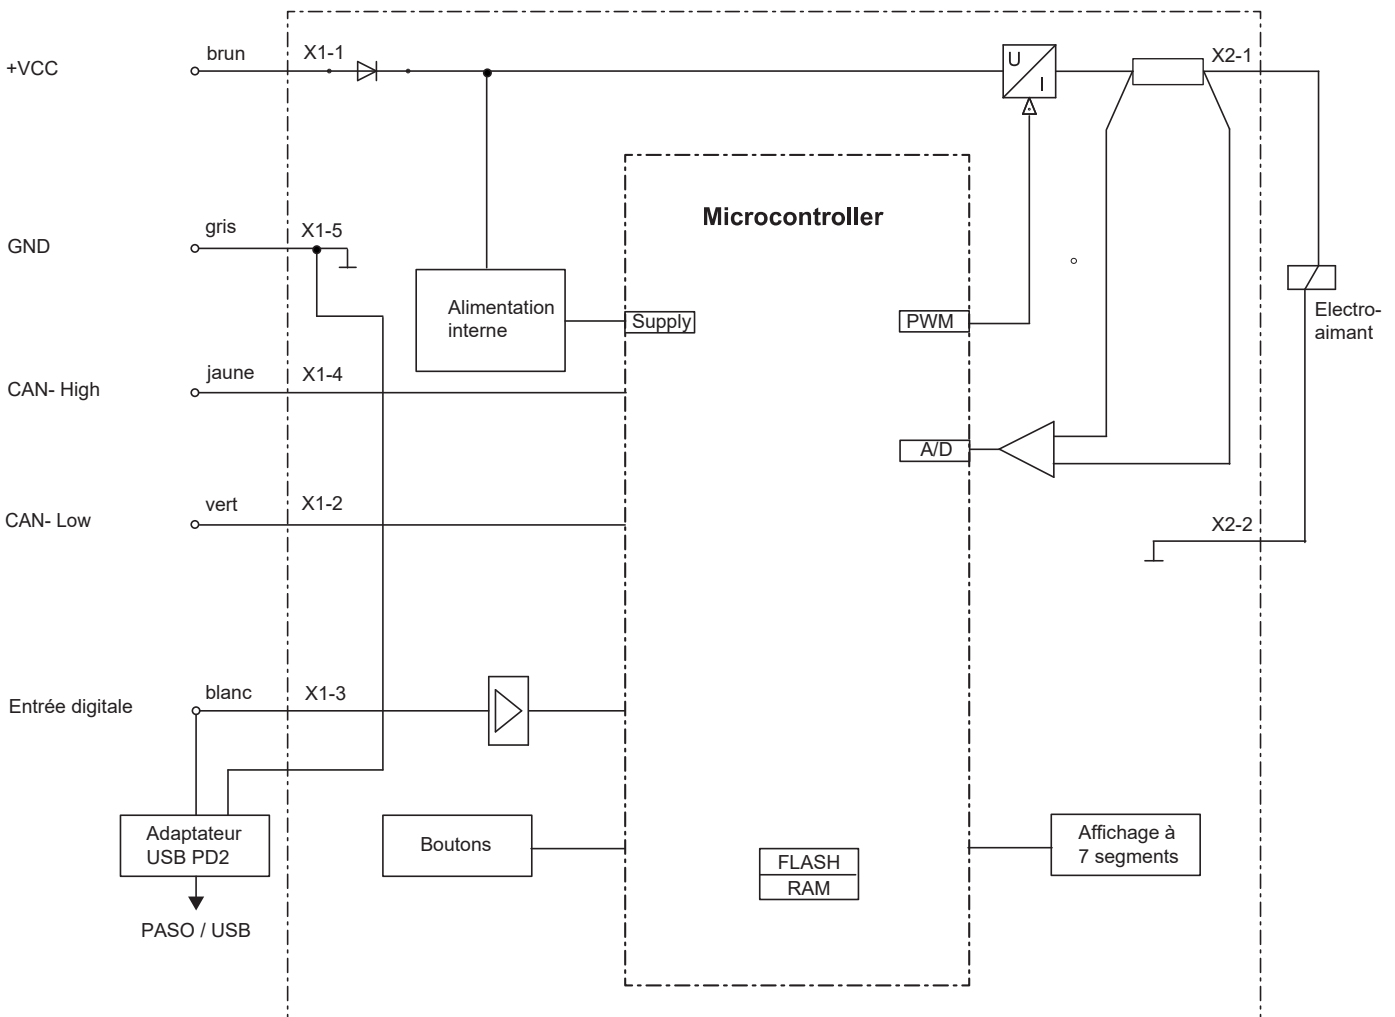 +VCC
brun
X1-1
U
I
X2-1
Microcontroller
GND
gris
X1-5
Alimentation
interne
Supply
PWM
Electro-
aimant
CAN- High
jaune
X1-4
A/D
CAN- Low
vert
X1-2
X2-2
Entrée digitale
blanc
X1-3
Adaptateur
USB PD2
Boutons
FLASH
RAM
Affichage à
7 segments
PASO / USB